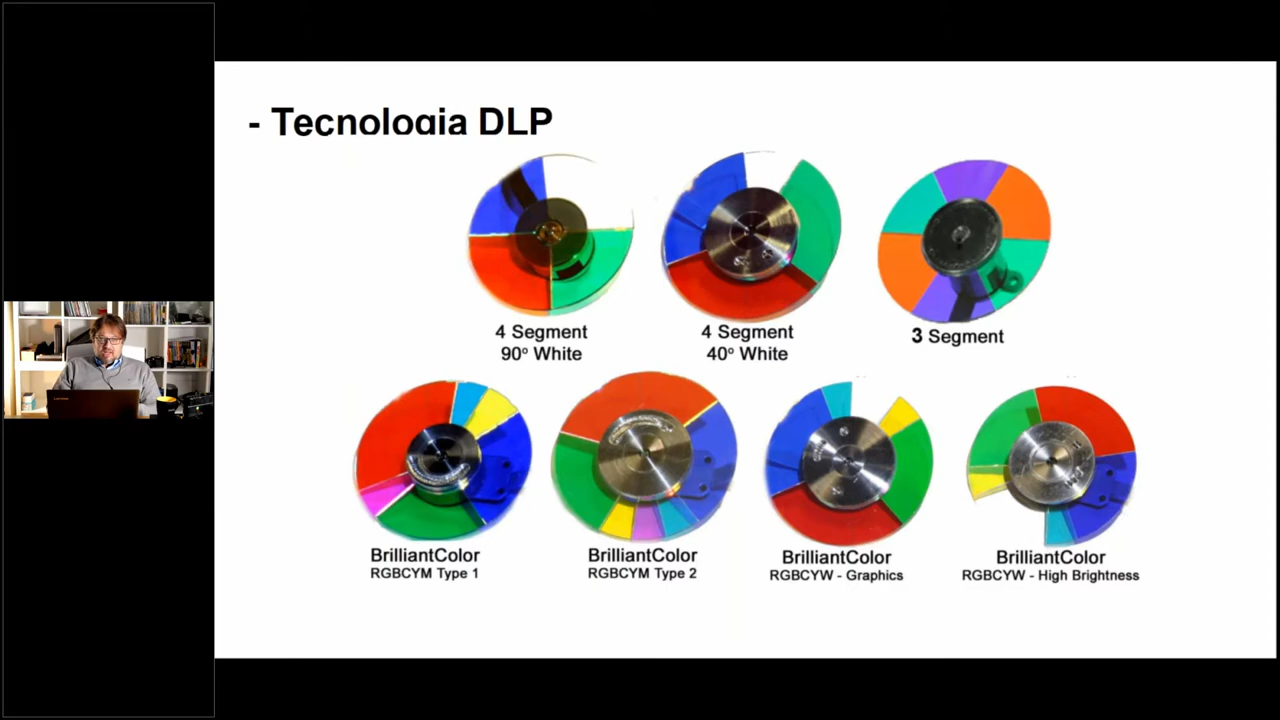 - Tecnologia DLP
4 Segment
90º White
4 Segment
40º White
3 Segment
BrilliantColor
RGBCYM Type 1
BrilliantColor
RGBCYM Type 2
BrilliantColor
RGBCYW - Graphics
BrilliantColor
RGBCYW - High Brightness